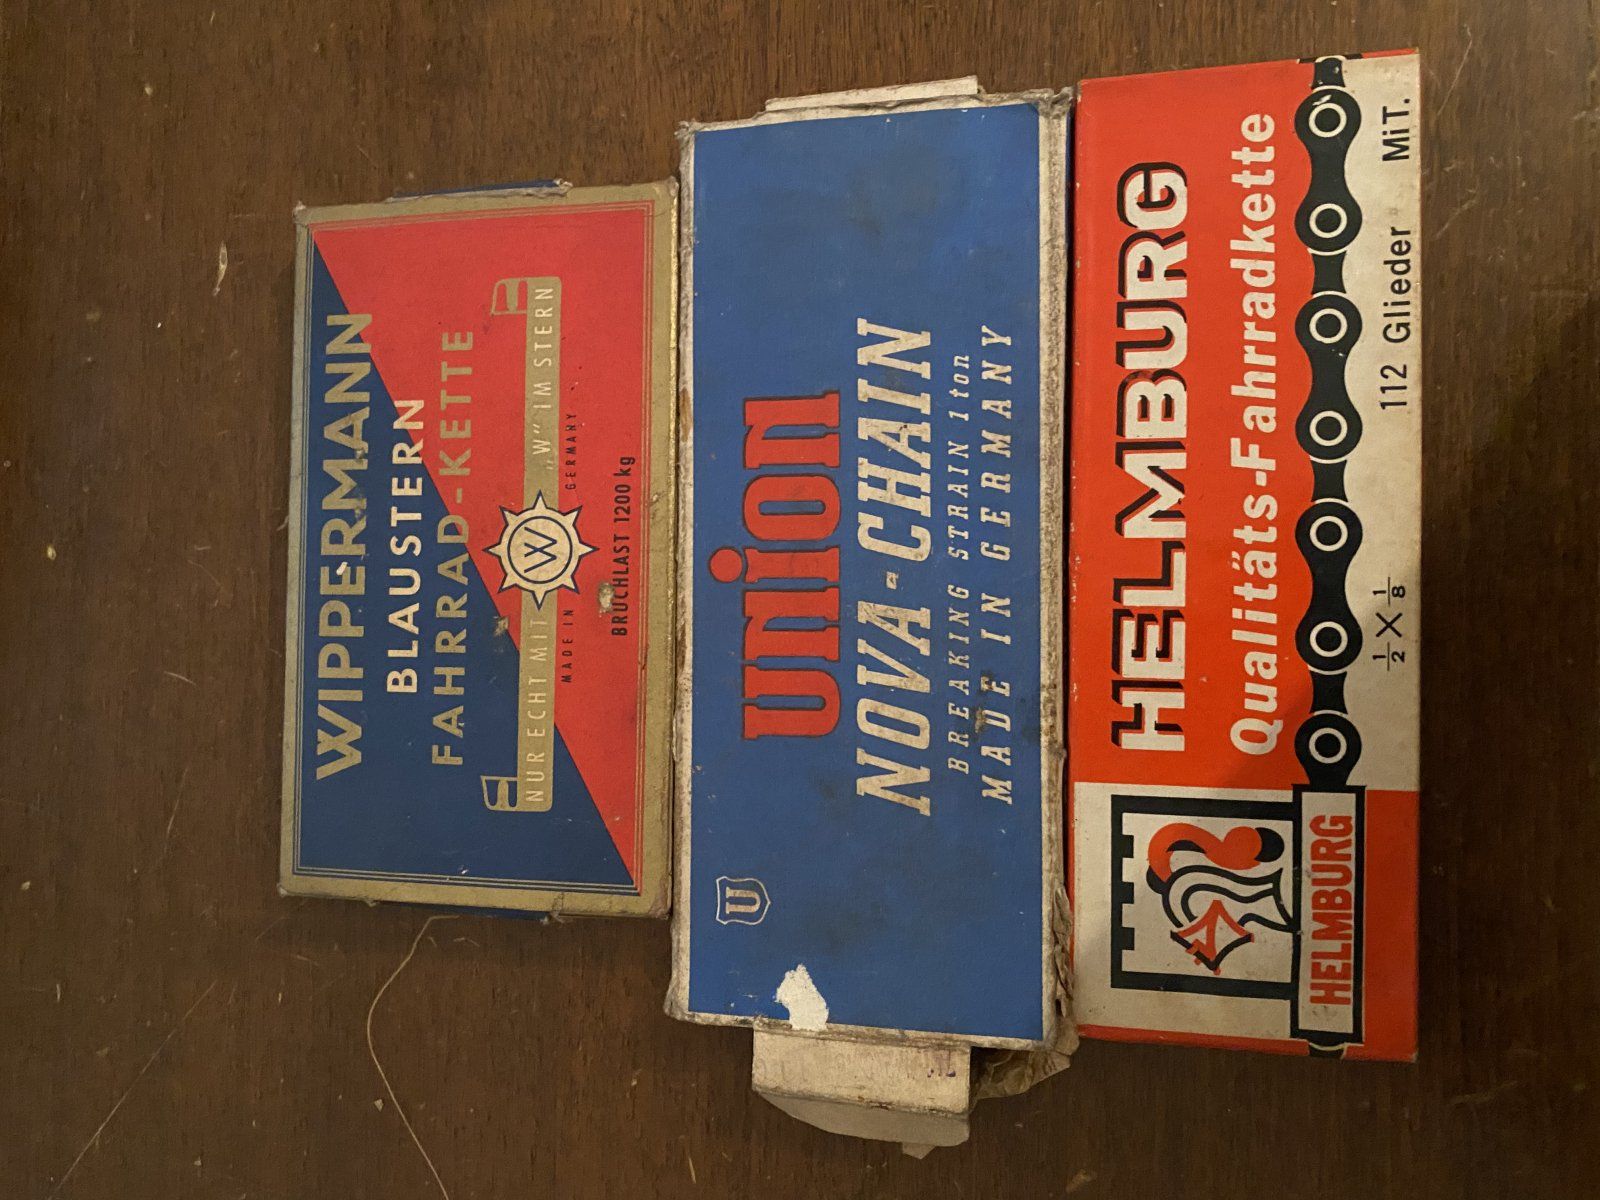 WIPPERMANN
BLAUSTERN
FAHRRAD-KETTE
NUR ECHT MIT „W“ IM STERN
W
MADE IN GERMANY
BRUCHLAST 1200 kg
U
union
NOVA-CHAIN
BREAKING STRAIN 1 ton
MADE IN GERMANY
HELMBURG
Qualitäts-Fahrradkette
1/2 X 1/8 112 Glieder MiT.
HELMBURG